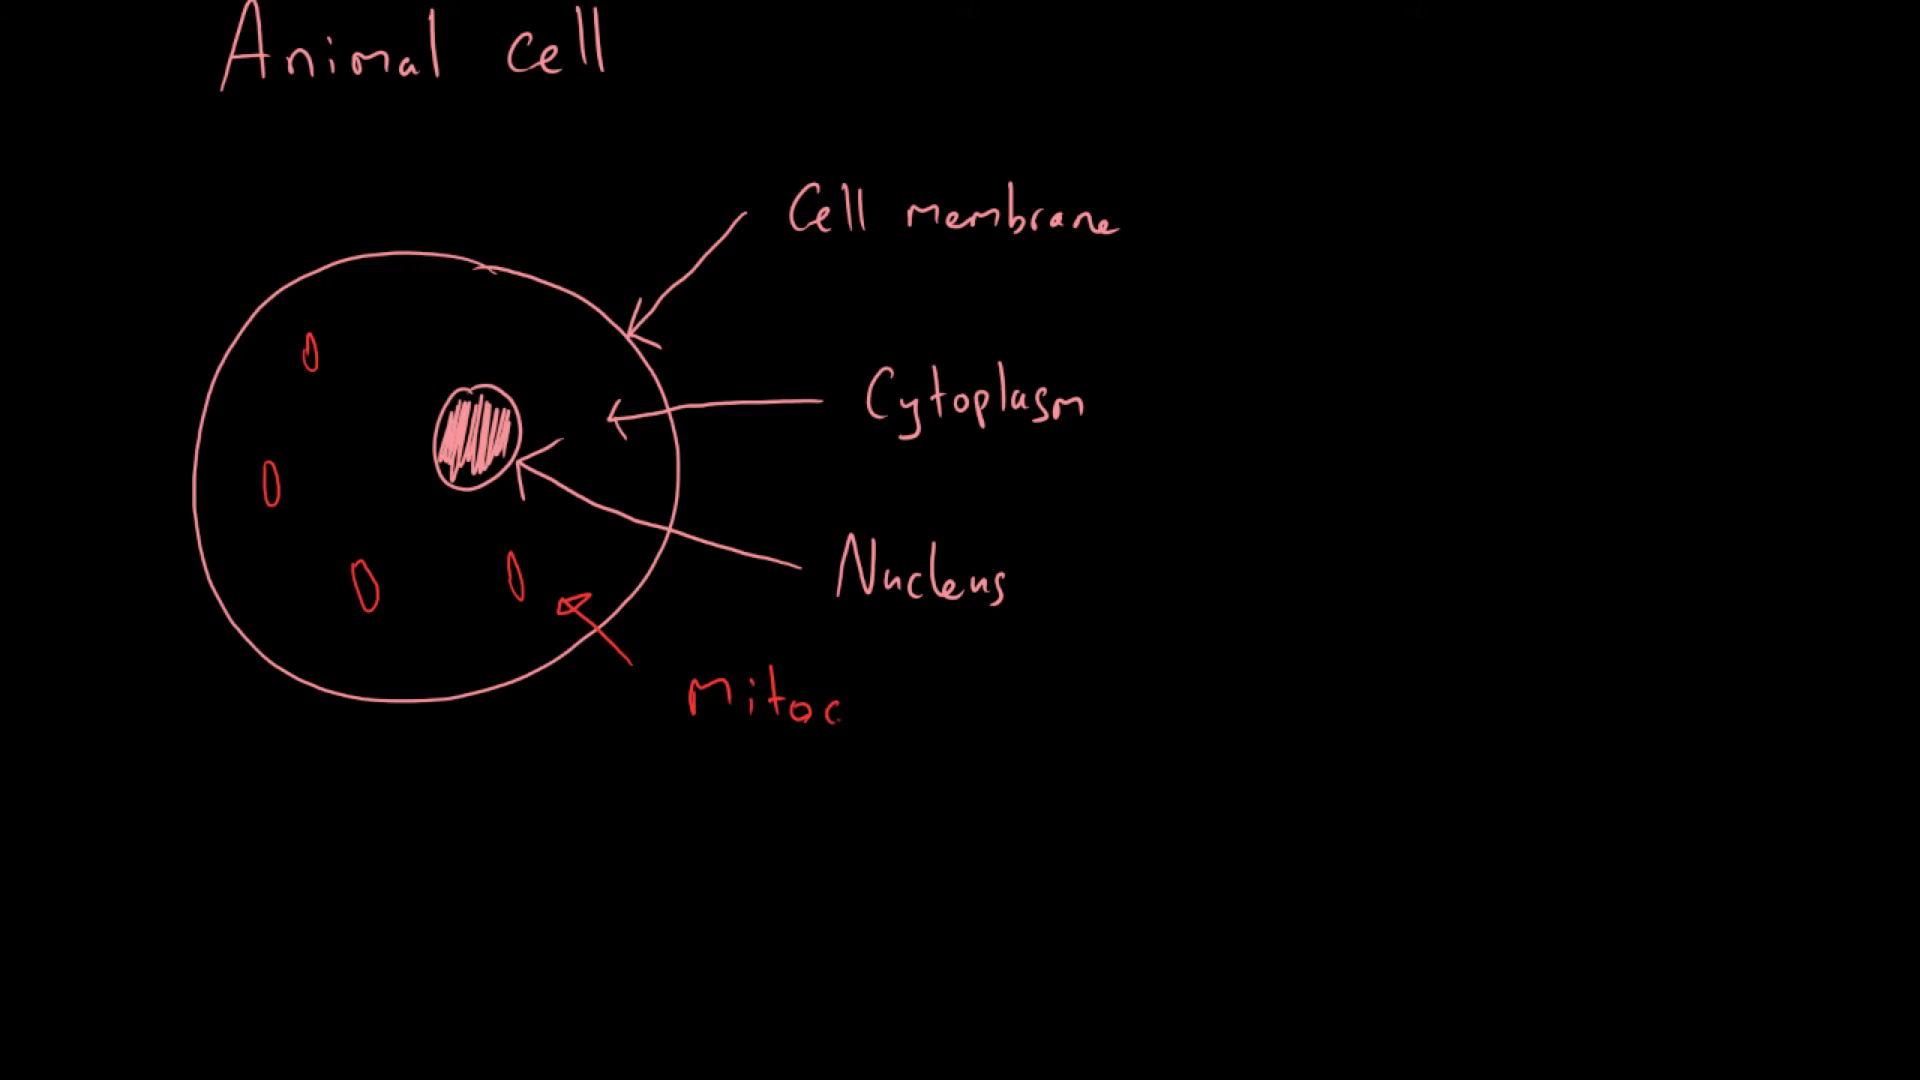 Animal cell
Cell membrane
Cytoplasm
Nucleus
Mitoc